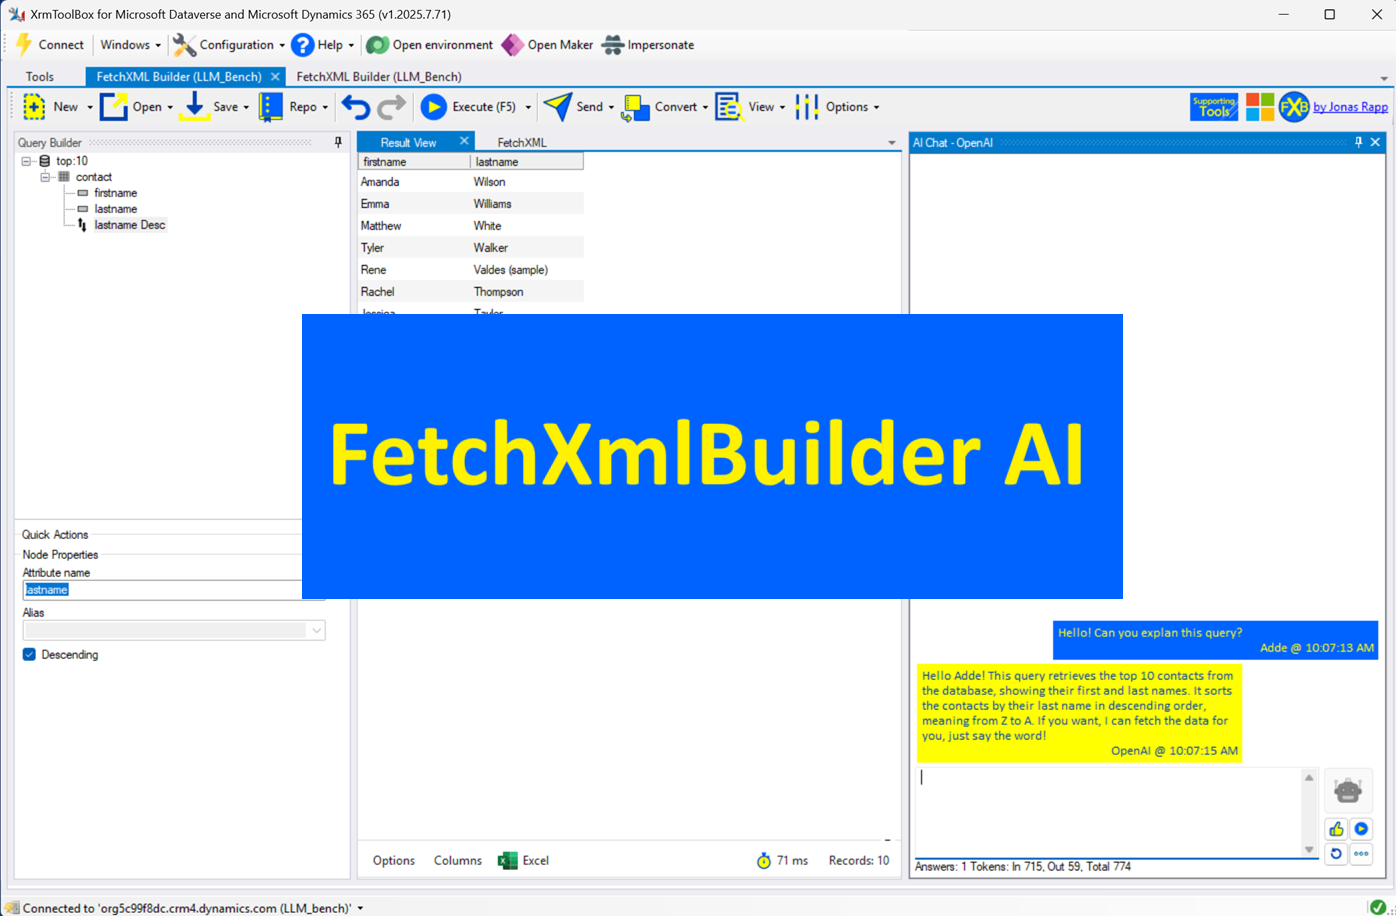 XrmToolBox for Microsoft Dataverse and Microsoft Dynamics 365 (v1.2025.7.71)
Connect Windows Configuration Help Open environment Open Maker Impersonate
Tools FetchXML Builder (LLM_Bench) FetchXML Builder (LLM_Bench)
New Open Save Repo Execute (F5) Send Convert View Options Supporting Tools FXB by Jonas Rapp
Query Builder
top:10
contact
firstname
lastname
lastname Desc
Result View FetchXML
firstname lastname
Amanda Wilson
Emma Williams
Matthew White
Tyler Walker
Rene Valdes (sample)
Rachel Thompson
Jessica Taylor
FetchXmlBuilder AI
Quick Actions
Node Properties
Attribute name
lastname
Alias
Descending
Options Columns Excel 71 ms Records: 10
AI Chat - OpenAI
Hello! Can you explan this query?
Adde @ 10:07:13 AM
Hello Adde! This query retrieves the top 10 contacts from
the database, showing their first and last names. It sorts
the contacts by their last name in descending order,
meaning from Z to A. If you want, I can fetch the data for
you, just say the word!
OpenAI @ 10:07:15 AM
Answers: 1 Tokens: In 715, Out 59, Total 774
Connected to 'org5c99f8dc.crm4.dynamics.com (LLM_bench)'